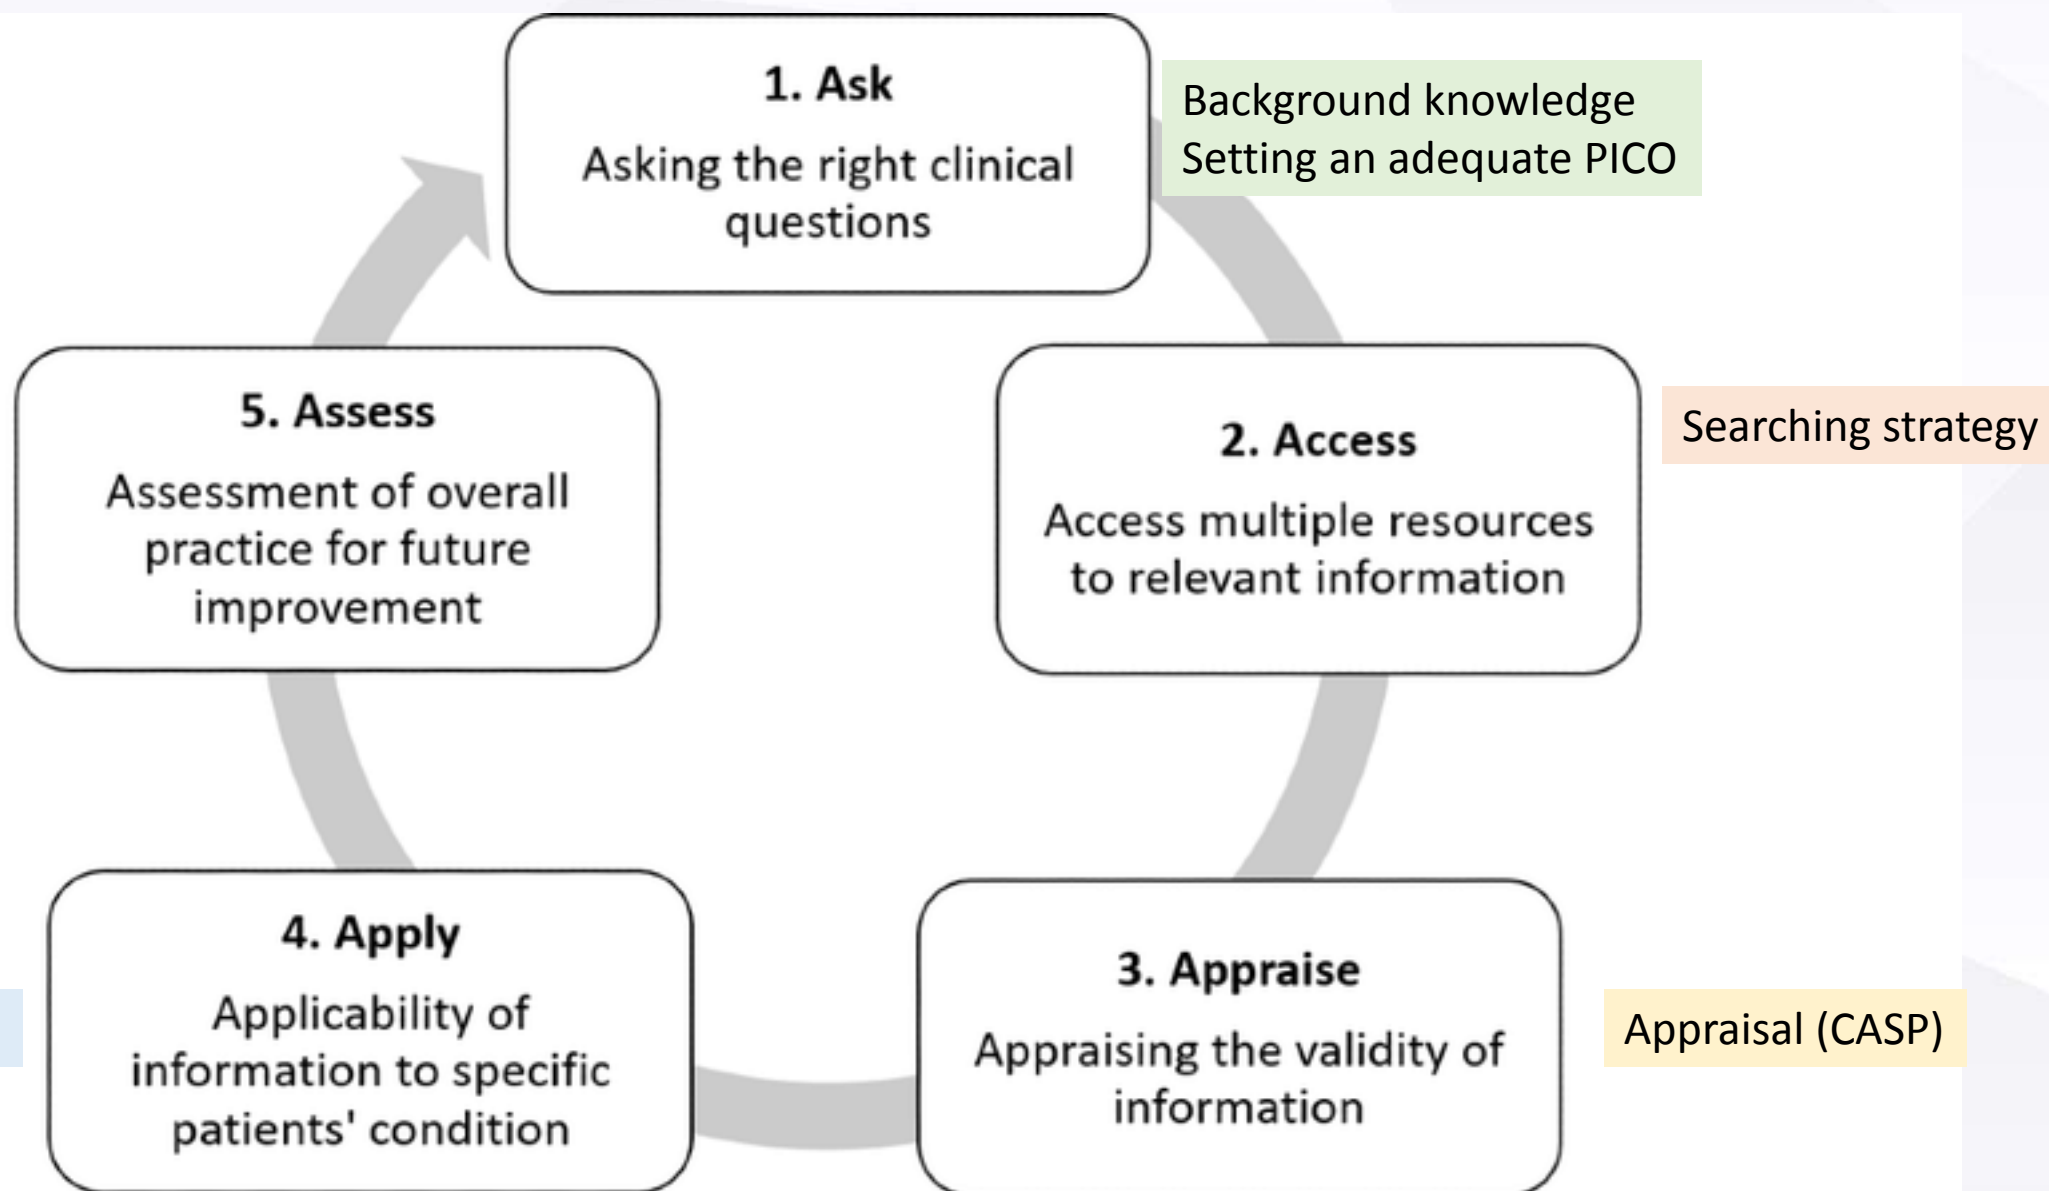 1. Ask
Asking the right clinical
questions
Background knowledge
Setting an adequate PICO
2. Access
Access multiple resources
to relevant information
Searching strategy
3. Appraise
Appraising the validity of
information
Appraisal (CASP)
4. Apply
Applicability of
information to specific
patients' condition
5. Assess
Assessment of overall
practice for future
improvement